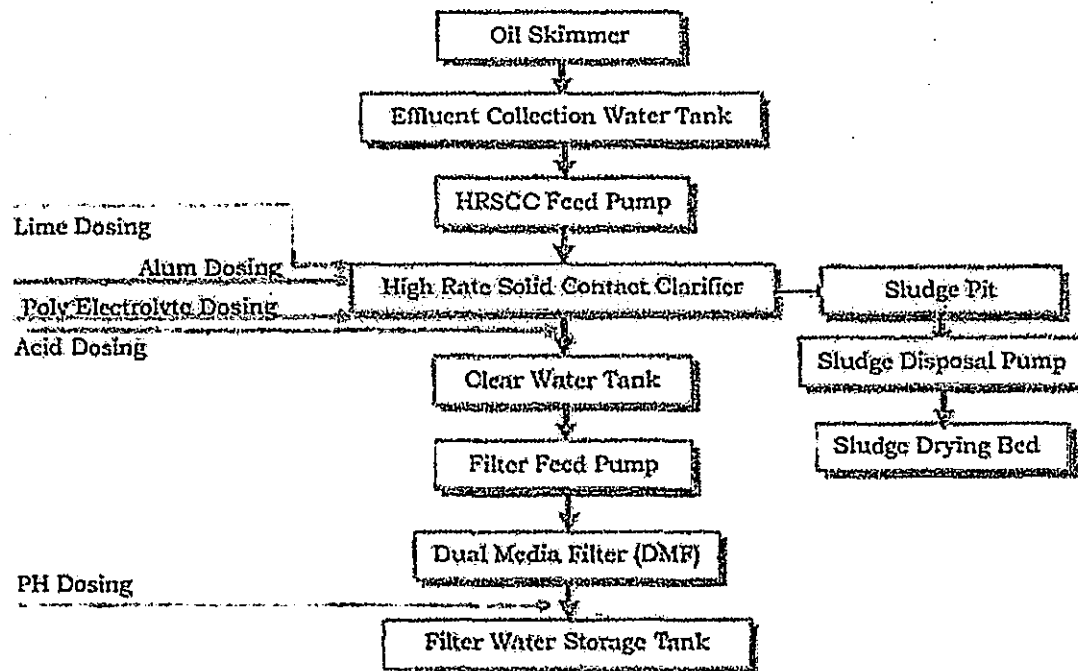 Oil Skimmer
Effluent Collection Water Tank
HRSCC Feed Pump
Lime Dosing
Alum Dosing
High Rate Solid Contact Clarifier
Sludge Pit
Poly Electrolyte Dosing
Acid Dosing
Sludge Disposal Pump
Clear Water Tank
Sludge Drying Bed
Filter Feed Pump
Dual Media Filter (DMF)
PH Dosing
Filter Water Storage Tank